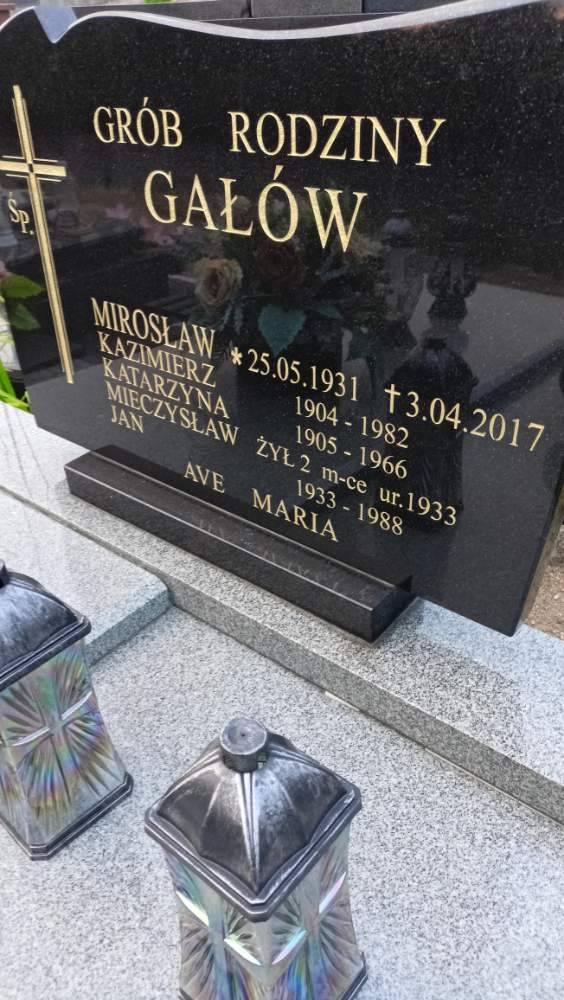 GRÓB RODZINY
GAŁÓW
Śp.
MIROSŁAW * 25.05.1931 † 3.04.2017
KAZIMIERZ 1904 - 1982
KATARZYNA 1905 - 1966
MIECZYSŁAW ŻYŁ 2 m-ce ur.1933
JAN 1933 - 1988
AVE MARIA